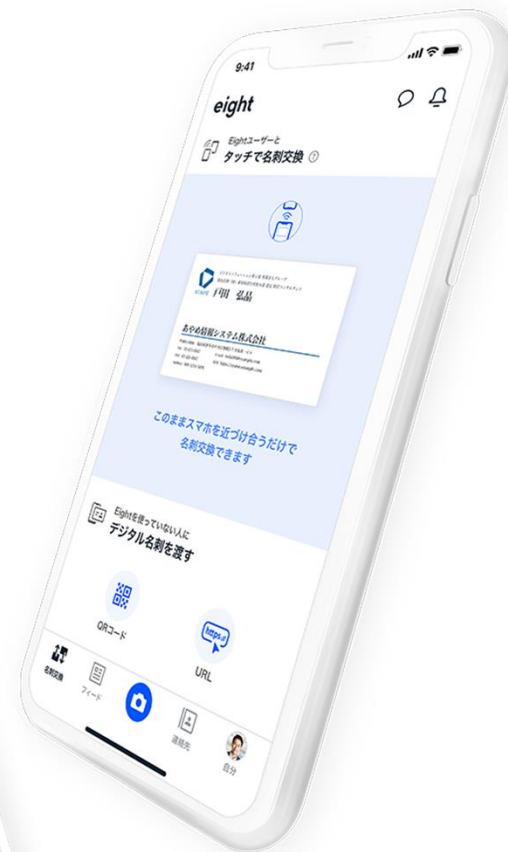 9:41
eight
Eightユーザーと
タッチで名刺交換 ?
戸田 弘晶
あやめ情報システム株式会社
このままスマホを近づけ合うだけで
名刺交換できます
Eightを使っていない人に
デジタル名刺を渡す
https://
QRコード
URL
名刺交換
フィード
連絡先
自分